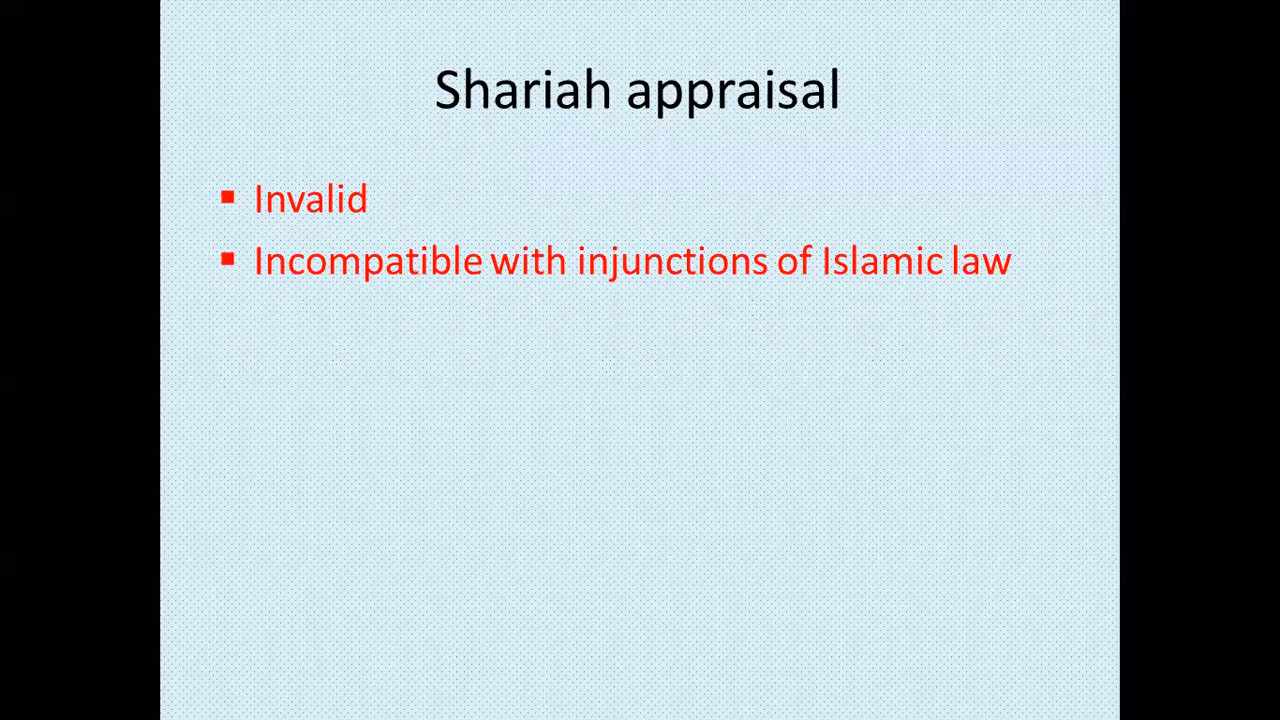 Shariah appraisal
▪ Invalid
▪ Incompatible with injunctions of Islamic law